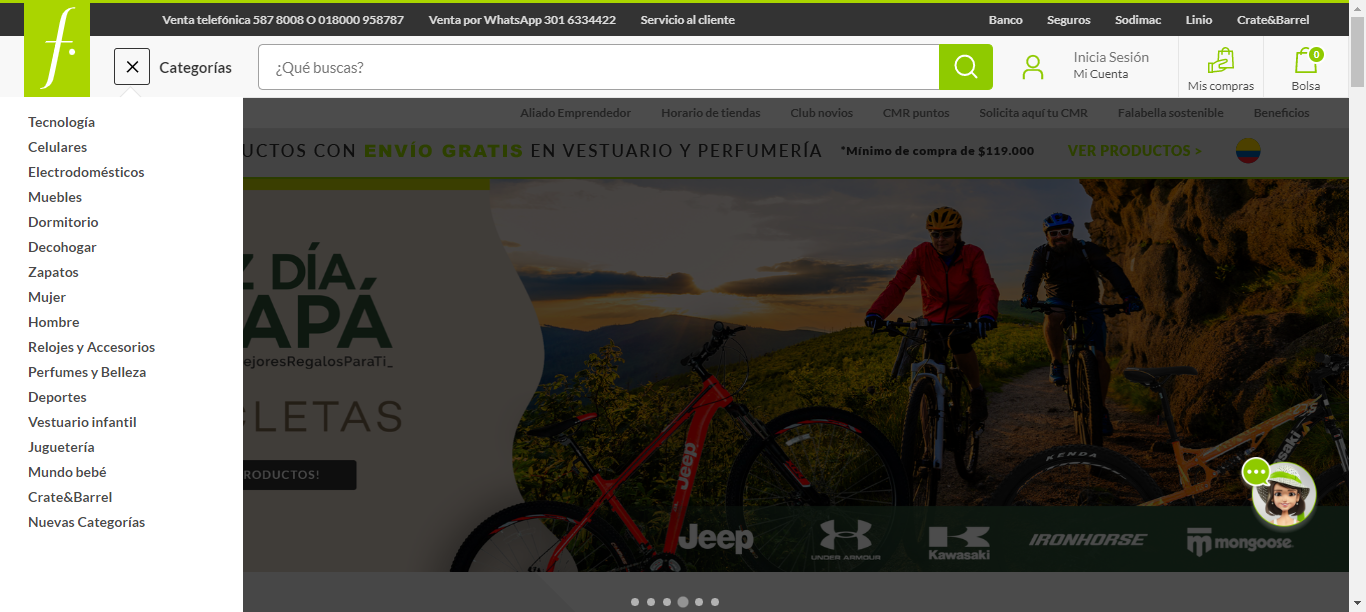 Venta telefónica 587 8008 O 018000 958787 Venta por WhatsApp 301 6334422 Servicio al cliente Banco Seguros Sodimac Linio Crate&Barrel
f.
Categorías
¿Qué buscas?
Inicia Sesión
Mi Cuenta
Mis compras
0
Bolsa
Aliado Emprendedor Horario de tiendas Club novios CMR puntos Solicita aquí tu CMR Falabella sostenible Beneficios
UCTOS CON ENVÍO GRATIS EN VESTUARIO Y PERFUMERÍA *Mínimo de compra de $119.000 VER PRODUCTOS >
Tecnología
Celulares
Electrodomésticos
Muebles
Dormitorio
Decohogar
Zapatos
Mujer
Hombre
Relojes y Accesorios
Perfumes y Belleza
Deportes
Vestuario infantil
Juguetería
Mundo bebé
Crate&Barrel
Nuevas Categorías
Z DÍA
APÁ
ejoresRegalosParaTi_
CLETAS
RODUCTOS!
Jeep
KENDA
Kawasaki
Jeep
UNDER ARMOUR
Kawasaki
IRONHORSE
mongoose